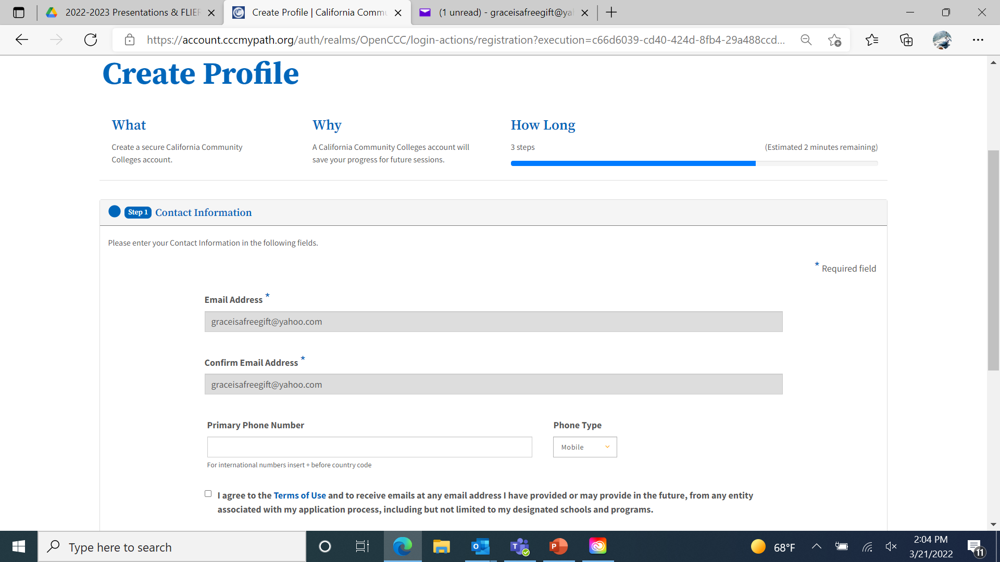 2022-2023 Presentations & FLIER
Create Profile | California Commu
(1 unread) - graceisafreegift@ya
https://account.cccmypath.org/auth/realms/OpenCCC/login-actions/registration?execution=c66d6039-cd40-424d-8fb4-29a488ccd...
Create Profile
What
Create a secure California Community
Colleges account.
Why
A California Community Colleges account will
save your progress for future sessions.
How Long
3 steps
(Estimated 2 minutes remaining)
Step 1 Contact Information
Please enter your Contact Information in the following fields.
* Required field
Email Address *
graceisafreegift@yahoo.com
Confirm Email Address *
graceisafreegift@yahoo.com
Primary Phone Number
For international numbers insert + before country code
Phone Type
Mobile
I agree to the Terms of Use and to receive emails at any email address I have provided or may provide in the future, from any entity
associated with my application process, including but not limited to my designated schools and programs.
Type here to search
68°F
2:04 PM
3/21/2022
11